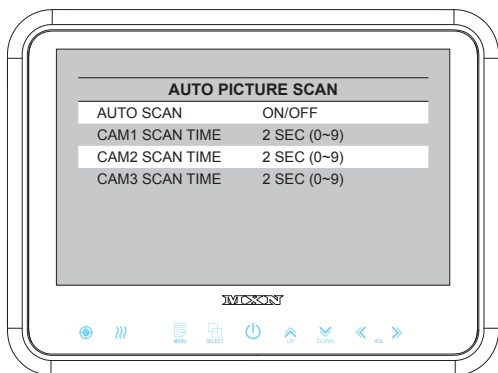 AUTO PICTURE SCAN
AUTO SCAN ON/OFF
CAM1 SCAN TIME 2 SEC (0~9)
CAM2 SCAN TIME 2 SEC (0~9)
CAM3 SCAN TIME 2 SEC (0~9)
MXN
MENU SELECT UP DOWN VOL